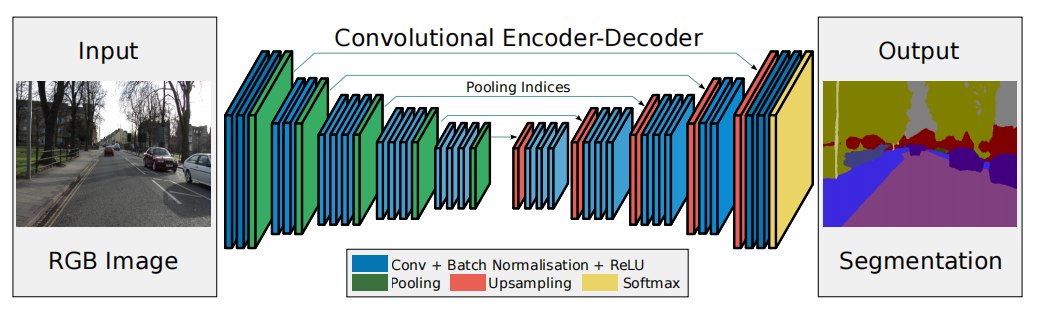 Input
RGB Image
Convolutional Encoder-Decoder
Pooling Indices
Conv + Batch Normalisation + ReLU
Pooling Upsampling Softmax
Output
Segmentation